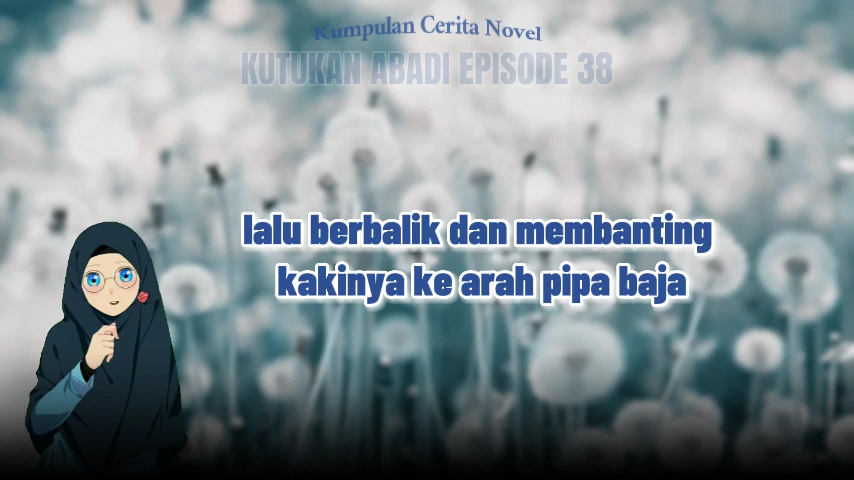 Kumpulan Cerita Novel
KUTUKAN ABADI EPISODE 38
lalu berbalik dan membanting
kakinya ke arah pipa baja